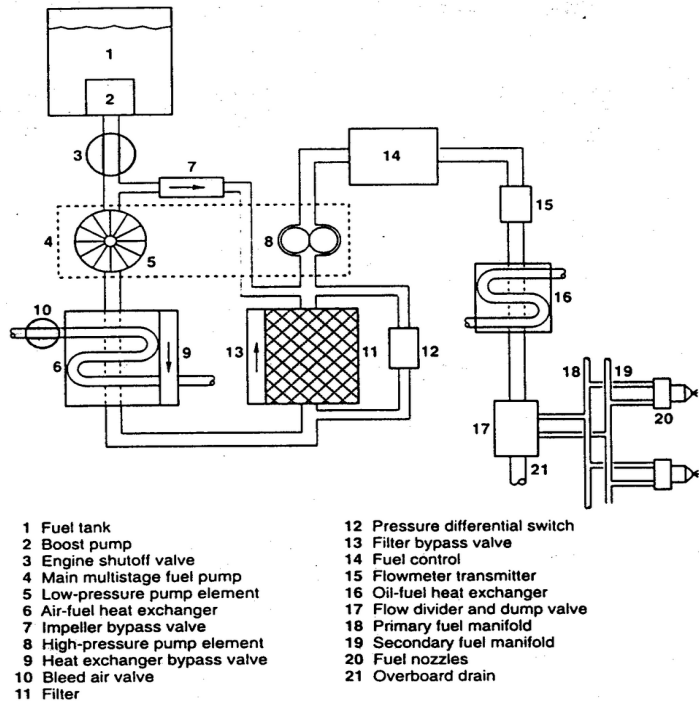 1
2
3
7
14
4
5
8
15
10
6
9
13
11
12
16
18
19
17
20
21
1 Fuel tank
2 Boost pump
3 Engine shutoff valve
4 Main multistage fuel pump
5 Low-pressure pump element
6 Air-fuel heat exchanger
7 Impeller bypass valve
8 High-pressure pump element
9 Heat exchanger bypass valve
10 Bleed air valve
11 Filter
12 Pressure differential switch
13 Filter bypass valve
14 Fuel control
15 Flowmeter transmitter
16 Oil-fuel heat exchanger
17 Flow divider and dump valve
18 Primary fuel manifold
19 Secondary fuel manifold
20 Fuel nozzles
21 Overboard drain